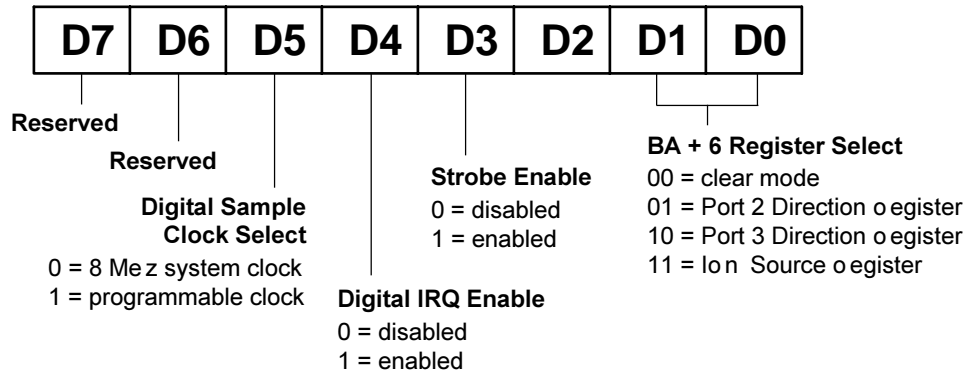 D7 D6 D5 D4 D3 D2 D1 D0
Reserved
Reserved
Digital Sample
Clock Select
0 = 8 Me z system clock
1 = programmable clock
Digital IRQ Enable
0 = disabled
1 = enabled
Strobe Enable
0 = disabled
1 = enabled
BA + 6 Register Select
00 = clear mode
01 = Port 2 Direction o egister
10 = Port 3 Direction o egister
11 = Io n Source o egister